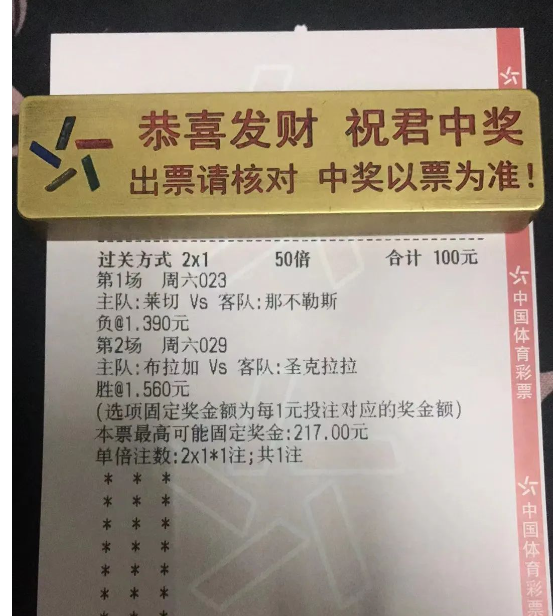 恭喜发财 祝君中奖
出票请核对 中奖以票为准!
过关方式 2x1 50倍 合计 100元
第1场 周六023
主队:莱切 Vs 客队:那不勒斯
负@1.390元
第2场 周六029
主队:布拉加 Vs 客队:圣克拉拉
胜@1.560元
(选项固定奖金额为每1元投注对应的奖金额)
本票最高可能固定奖金:217.00元
单倍注数:2x1*1注;共1注
* * *
* * *
* * *
* * *
* * *
* * *
* * *
中国体育彩票
中国体育彩票